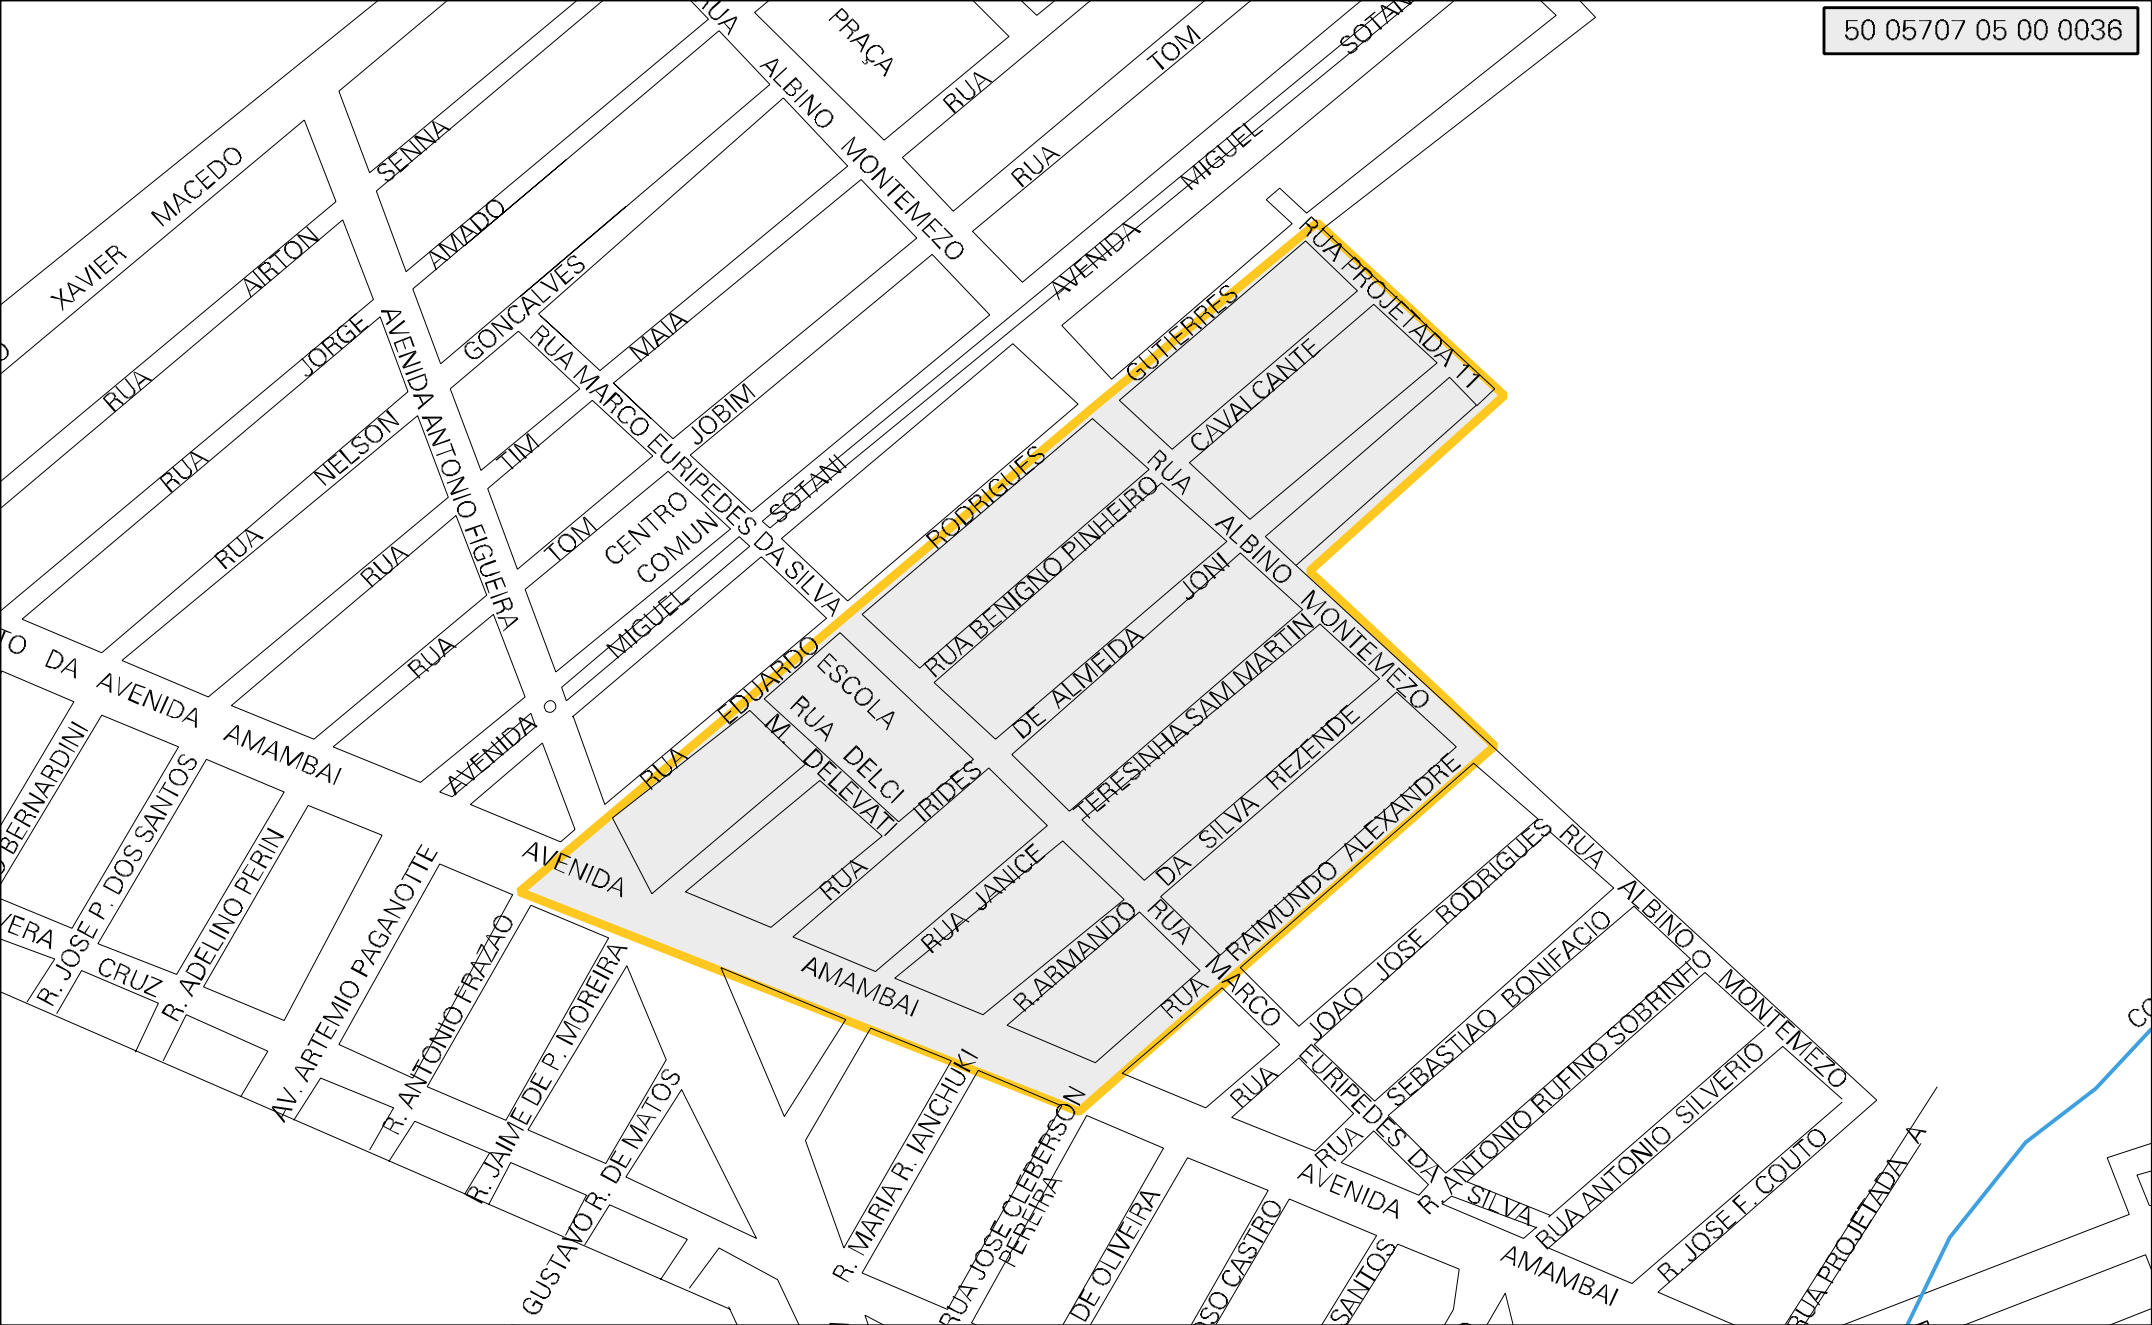 50 05707 05 00 0036
PRAÇA
RUA
ALBINO MONTEMEZO
RUA TOM
RUA
SOTAN
AVENIDA MIGUEL
XAVIER MACEDO
SENNA
RUA AIRTON
AMADO
RUA JORGE
GONCALVES
RUA NELSON
MAIA
RUA TIM
JOBIM
RUA TOM
CENTRO
COMUN
AVENIDA MIGUEL SOTANI
AVENIDA ANTONIO FIGUEIRA
RUA MARCO EURIPEDES DA SILVA
RUA EDUARDO RODRIGUES GUTIERRES
RUA PROJETADA 11
CAVALCANTE
RUA BENIGNO PINHEIRO
RUA ALBINO MONTEMEZO
ESCOLA
RUA DELCI
M. DELEVATI
RUA IRIDES
DE ALMEIDA JONI
RUA JANICE
TERESINHA SAM MARTIN
R.ARMANDO
DA SILVA REZENDE
RUA RAIMUNDO ALEXANDRE
RUA MARCO
EURIPEDES DA SILVA
AVENIDA AMAMBAI
TO DA AVENIDA AMAMBAI
BERNARDINI
VERA CRUZ
R. JOSE P. DOS SANTOS
R. ADELINO PERIN
AV. ARTEMIO PAGANOTTE
R. ANTONIO FRAZAO
R. JAIME DE P. MOREIRA
GUSTAVO R. DE MATOS
R. MARIA R. IANCHUKI
RUA JOSE CLEBERSON
PEREIRA
DE OLIVEIRA
SO CASTRO
SANTOS
RUA JOAO JOSE RODRIGUES
RUA SEBASTIAO BONIFACIO
R. ANTONIO RUFINO SOBRINHO
RUA ANTONIO SILVERIO
R. JOSE F. COUTO
RUA ALBINO O MONTEMEZO
RUA PROJETADA A
AVENIDA AMAMBAI
CO